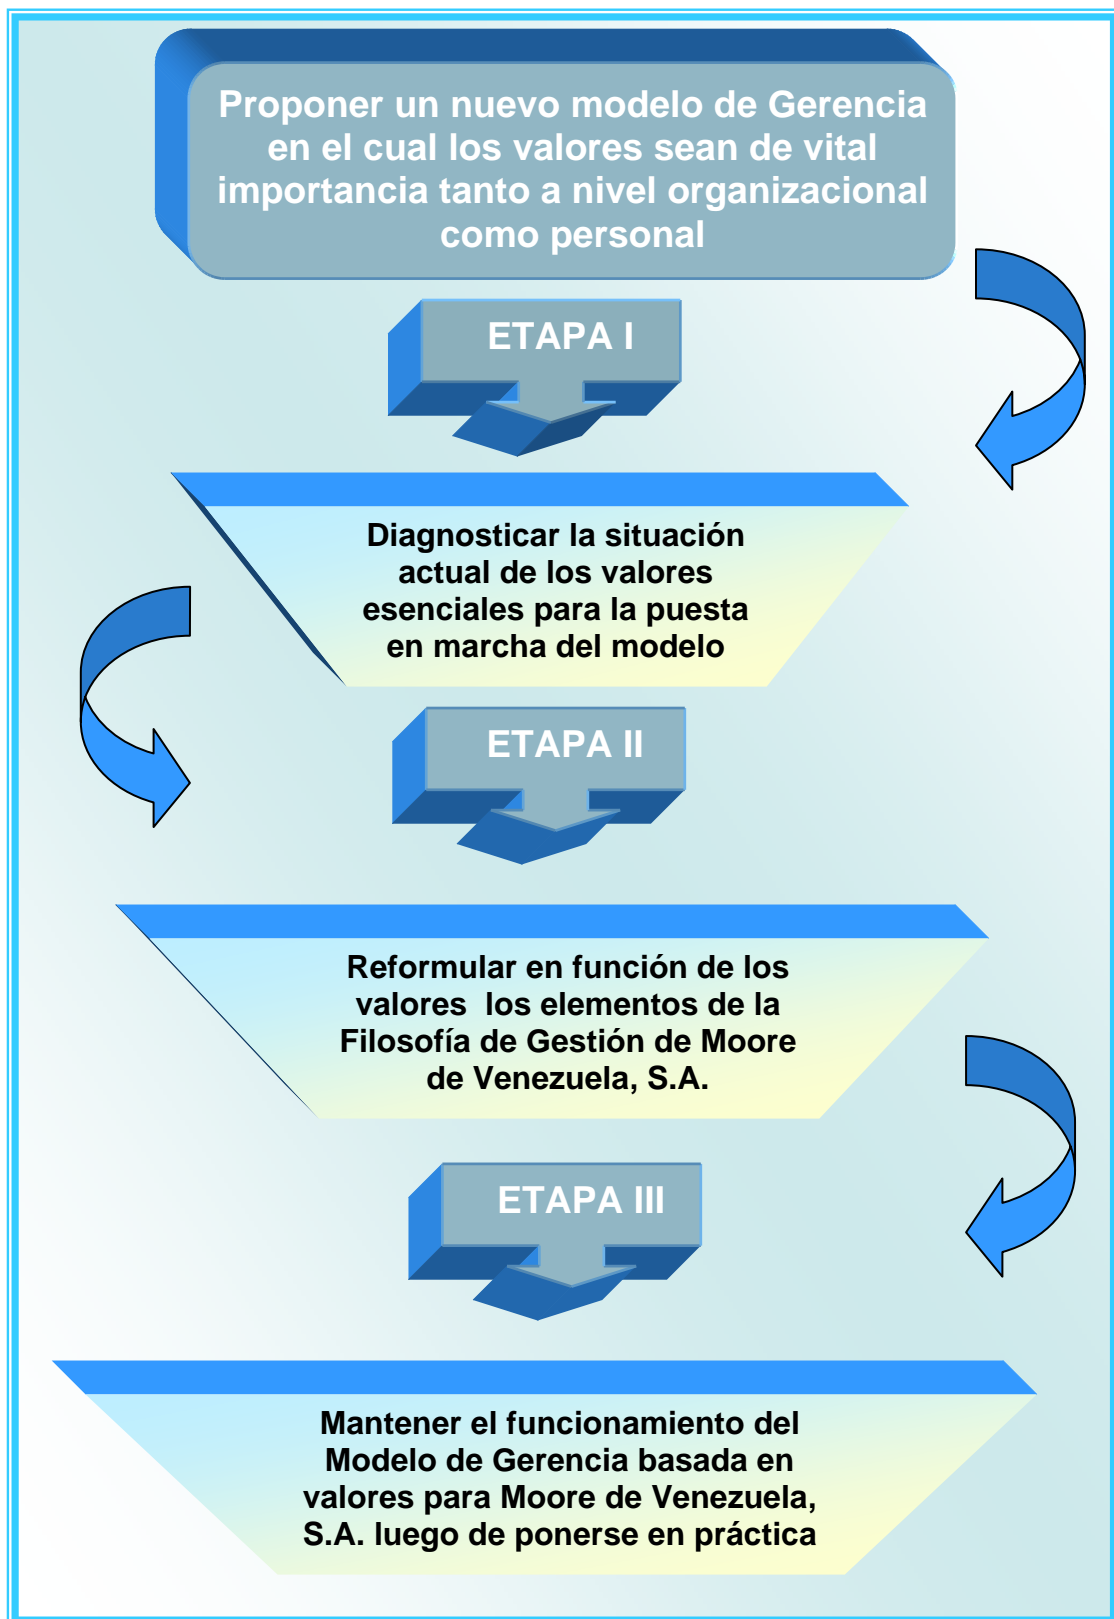 Proponer un nuevo modelo de Gerencia
en el cual los valores sean de vital
importancia tanto a nivel organizacional
como personal
ETAPA I
Diagnosticar la situación
actual de los valores
esenciales para la puesta
en marcha del modelo
ETAPA II
Reformular en función de los
valores  los elementos de la
Filosofía de Gestión de Moore
de Venezuela, S.A.
ETAPA III
Mantener el funcionamiento del
Modelo de Gerencia basada en
valores para Moore de Venezuela,
S.A. luego de ponerse en práctica